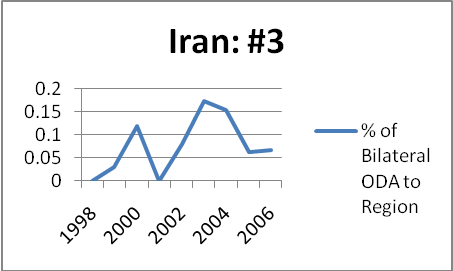 Iran: #3
0.2
0.15
0.1
0.05
0
1998
2000
2002
2004
2006
% of
Bilateral
ODA to
Region